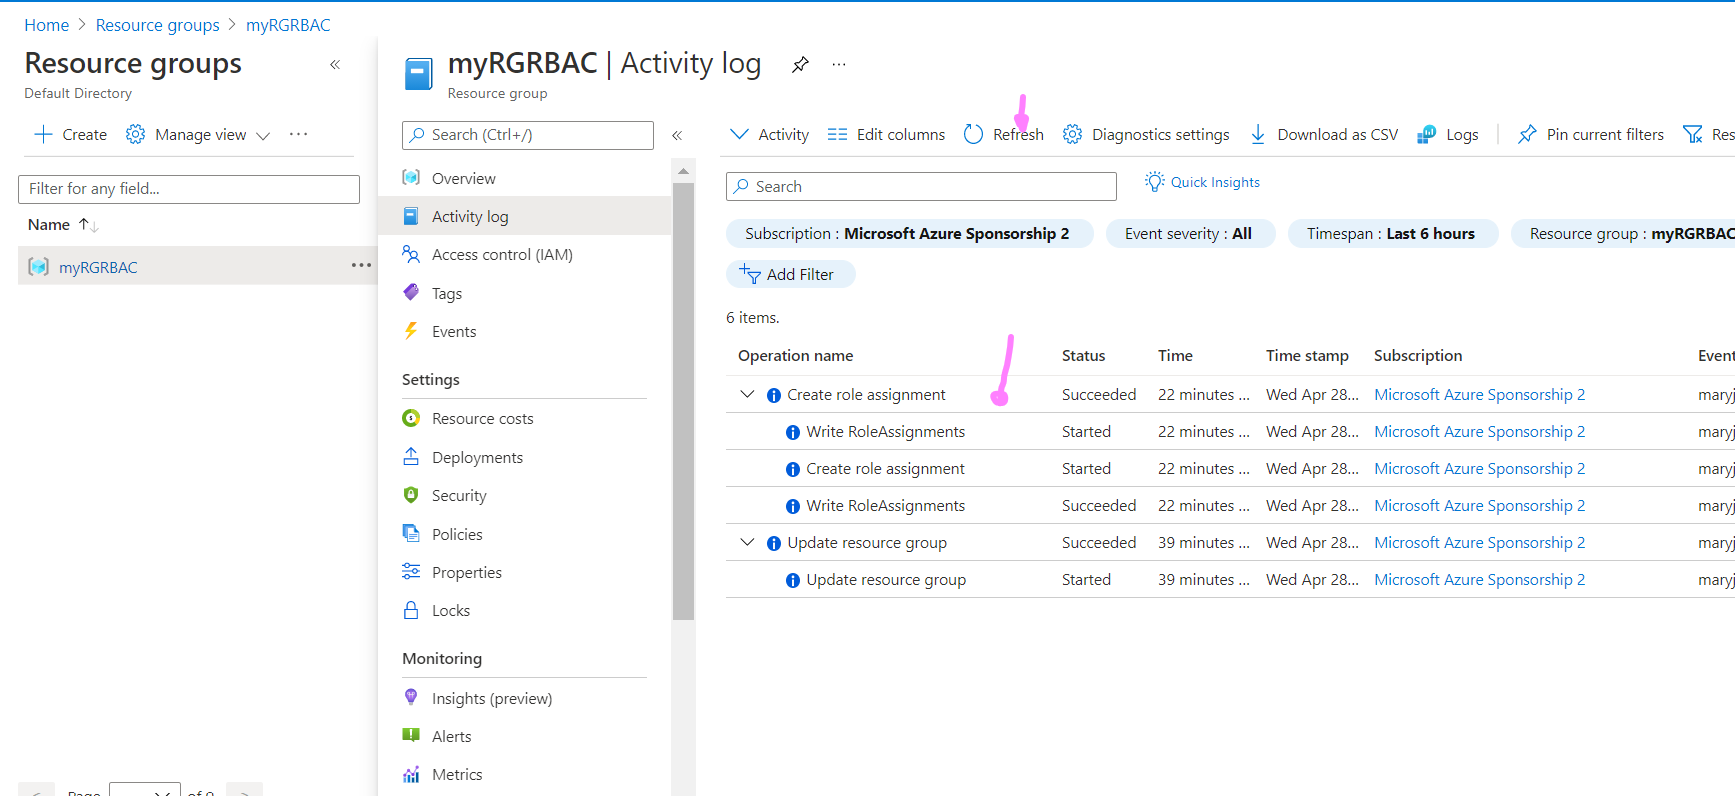 Home > Resource groups > myRGRBAC
Resource groups «
Default Directory
Create Manage view ...
Filter for any field...
Name ↑↓
myRGRBAC ...
myRGRBAC | Activity log ...
Resource group
Search (Ctrl+/) «
Overview
Activity log
Access control (IAM)
Tags
Events
Settings
Resource costs
Deployments
Security
Policies
Properties
Locks
Monitoring
Insights (preview)
Alerts
Metrics
Activity Edit columns Refresh Diagnostics settings Download as CSV Logs Pin current filters Res
Search Quick Insights
Subscription : Microsoft Azure Sponsorship 2 Event severity : All Timespan : Last 6 hours Resource group : myRGRBAC
Add Filter
6 items.
Operation name Status Time Time stamp Subscription Event
Create role assignment Succeeded 22 minutes ... Wed Apr 28... Microsoft Azure Sponsorship 2 maryj
Write RoleAssignments Started 22 minutes ... Wed Apr 28... Microsoft Azure Sponsorship 2 maryj
Create role assignment Started 22 minutes ... Wed Apr 28... Microsoft Azure Sponsorship 2 maryj
Write RoleAssignments Succeeded 22 minutes ... Wed Apr 28... Microsoft Azure Sponsorship 2 maryj
Update resource group Succeeded 39 minutes ... Wed Apr 28... Microsoft Azure Sponsorship 2 maryj
Update resource group Started 39 minutes ... Wed Apr 28... Microsoft Azure Sponsorship 2 maryj
< Page of 0 >